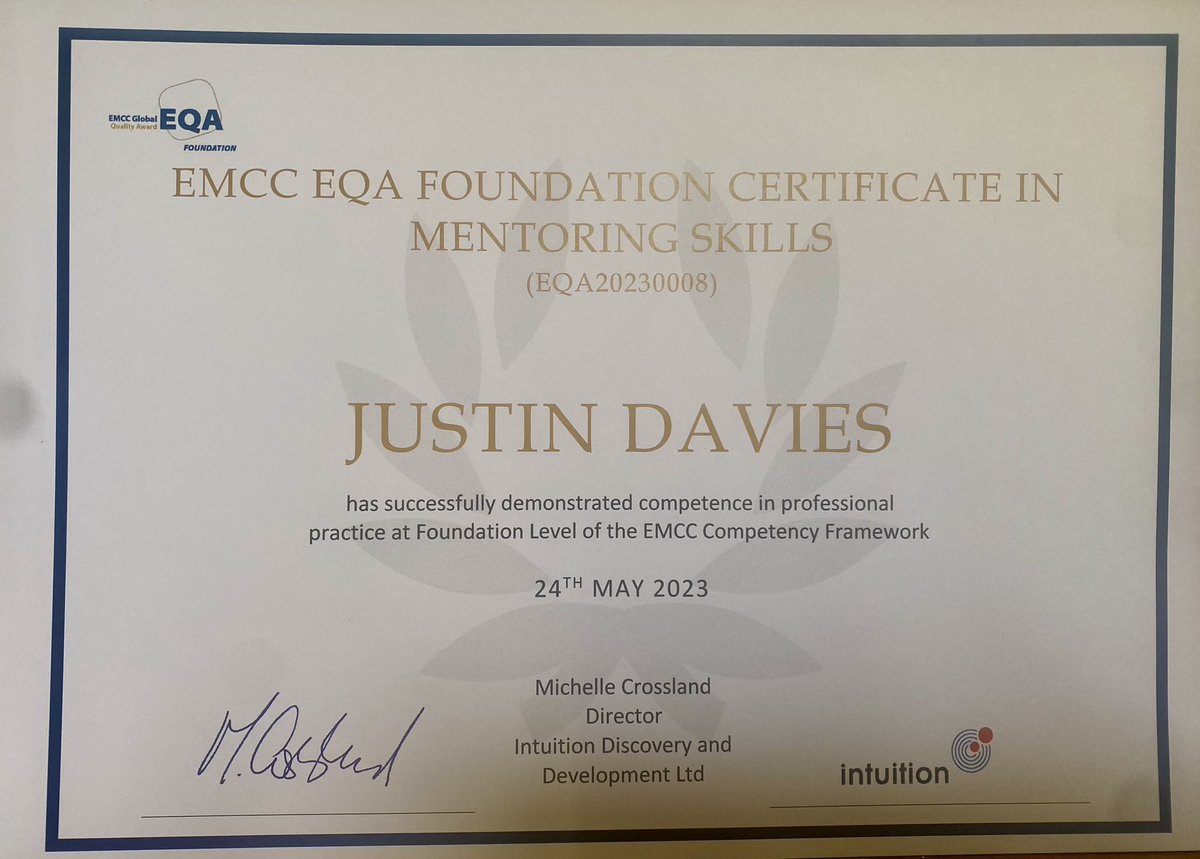 EMCC Global
Quality Award
EQA
FOUNDATION
EMCC EQA FOUNDATION CERTIFICATE IN
MENTORING SKILLS
(EQA20230008)
JUSTIN DAVIES
has successfully demonstrated competence in professional
practice at Foundation Level of the EMCC Competency Framework
24TH MAY 2023
Michelle Crossland
Director
Intuition Discovery and
Development Ltd
M. Crossland
intuition